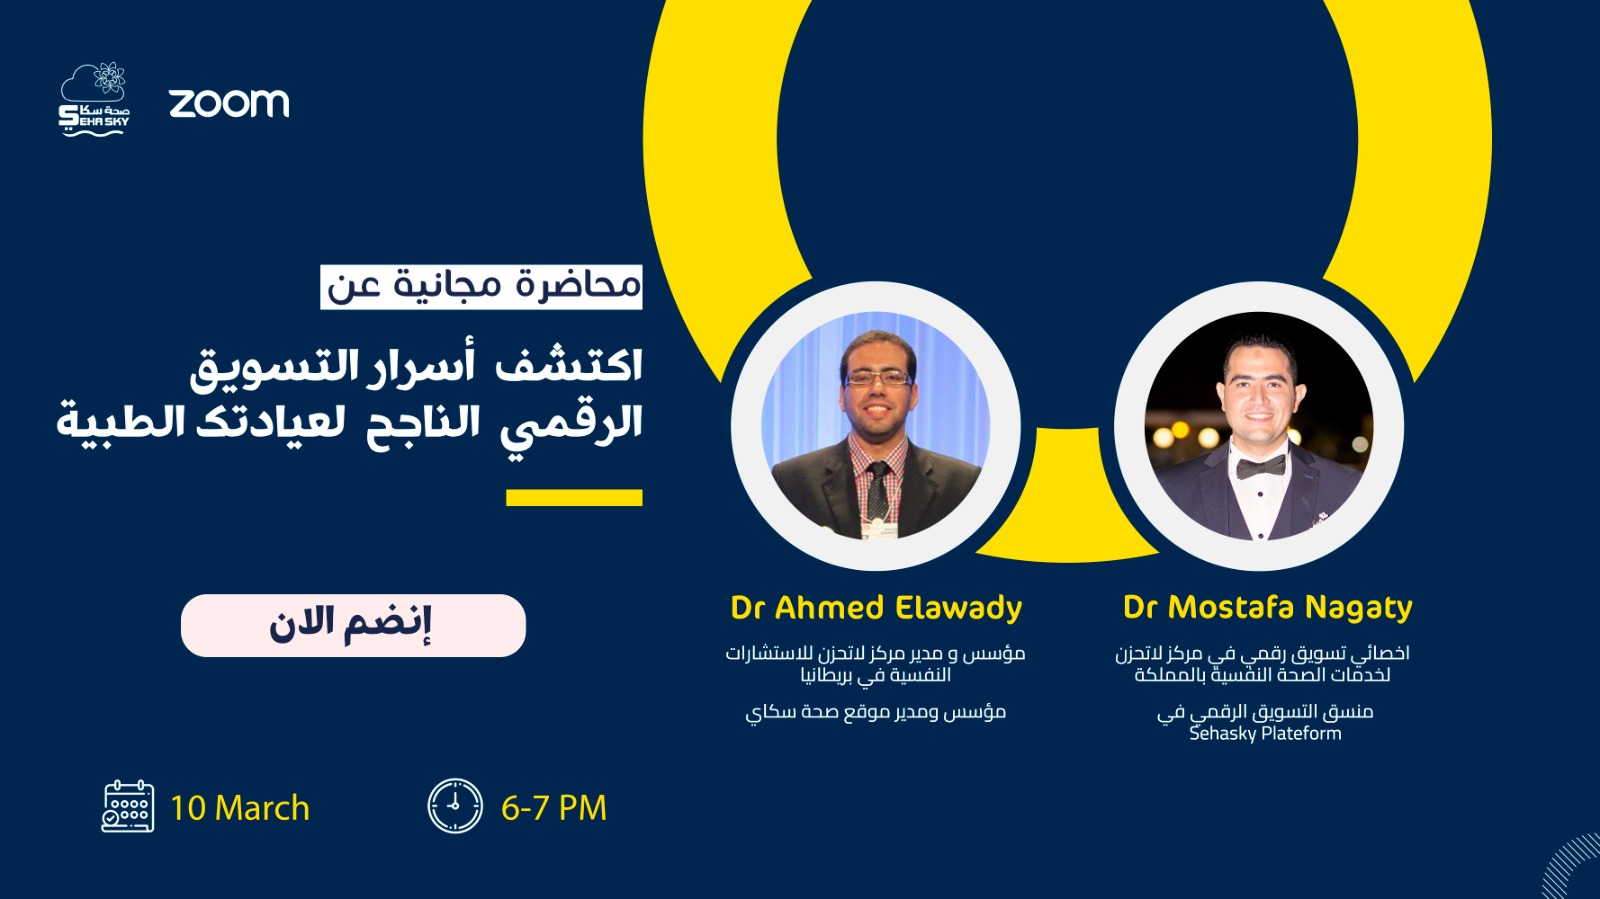 صحة سكاي
SEHA SKY
zoom
محاضرة مجانية عن
اكتشف أسرار التسويق
الرقمي الناجح لعيادتك الطبية
إنضم الان
10 March
6-7 PM
Dr Ahmed Elawady
مؤسس و مدير مركز لاتحزن للاستشارات
النفسية في بريطانيا
مؤسس ومدير موقع صحة سكاي
Dr Mostafa Nagaty
اخصائي تسويق رقمي في مركز لاتحزن
لخدمات الصحة النفسية بالمملكة
منسق التسويق الرقمي في
Sehasky Plateform